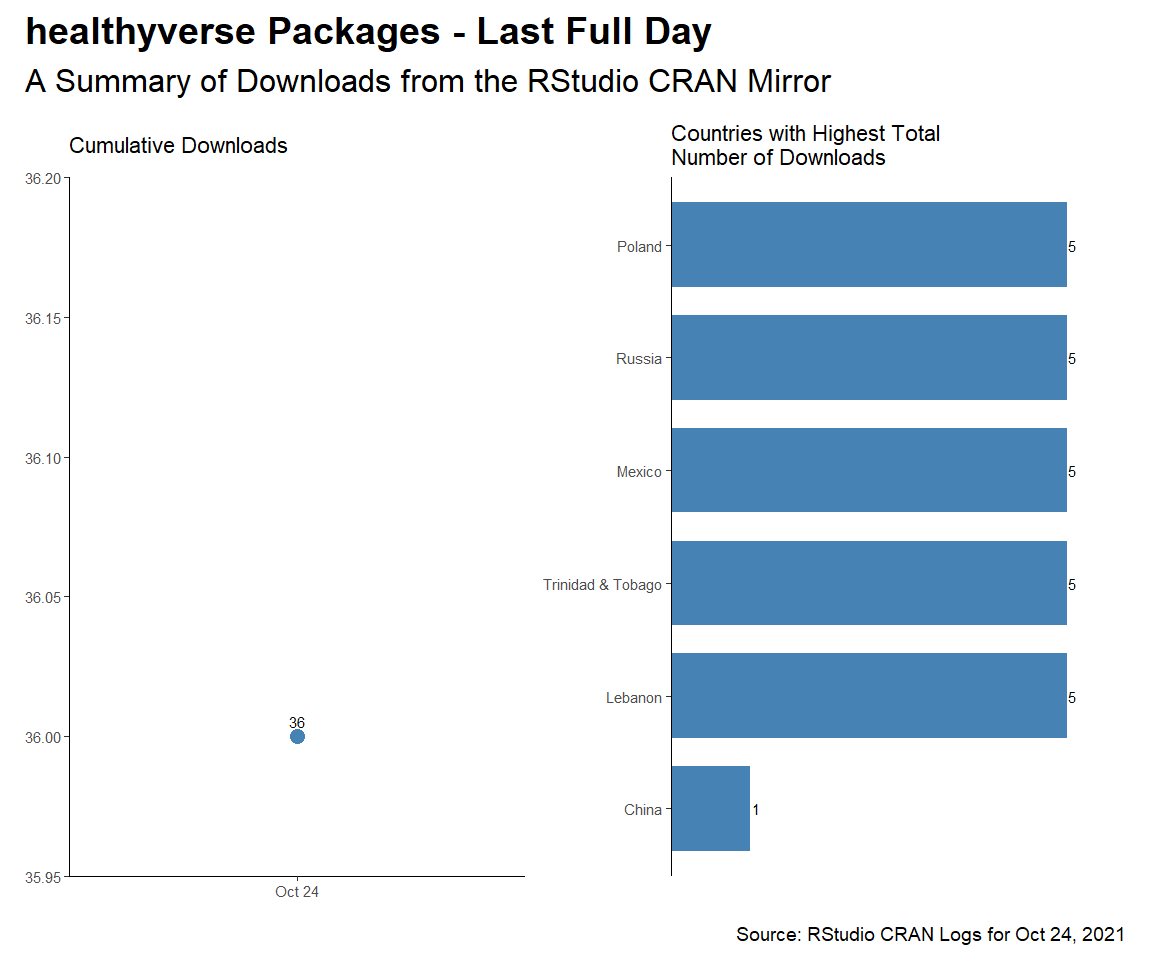 healthyverse Packages - Last Full Day
A Summary of Downloads from the RStudio CRAN Mirror
Cumulative Downloads
36.20
36.15
36.10
36.05
36.00
35.95
36
Oct 24
Countries with Highest Total
Number of Downloads
Poland 5
Russia 5
Mexico 5
Trinidad & Tobago 5
Lebanon 5
China 1
Source: RStudio CRAN Logs for Oct 24, 2021